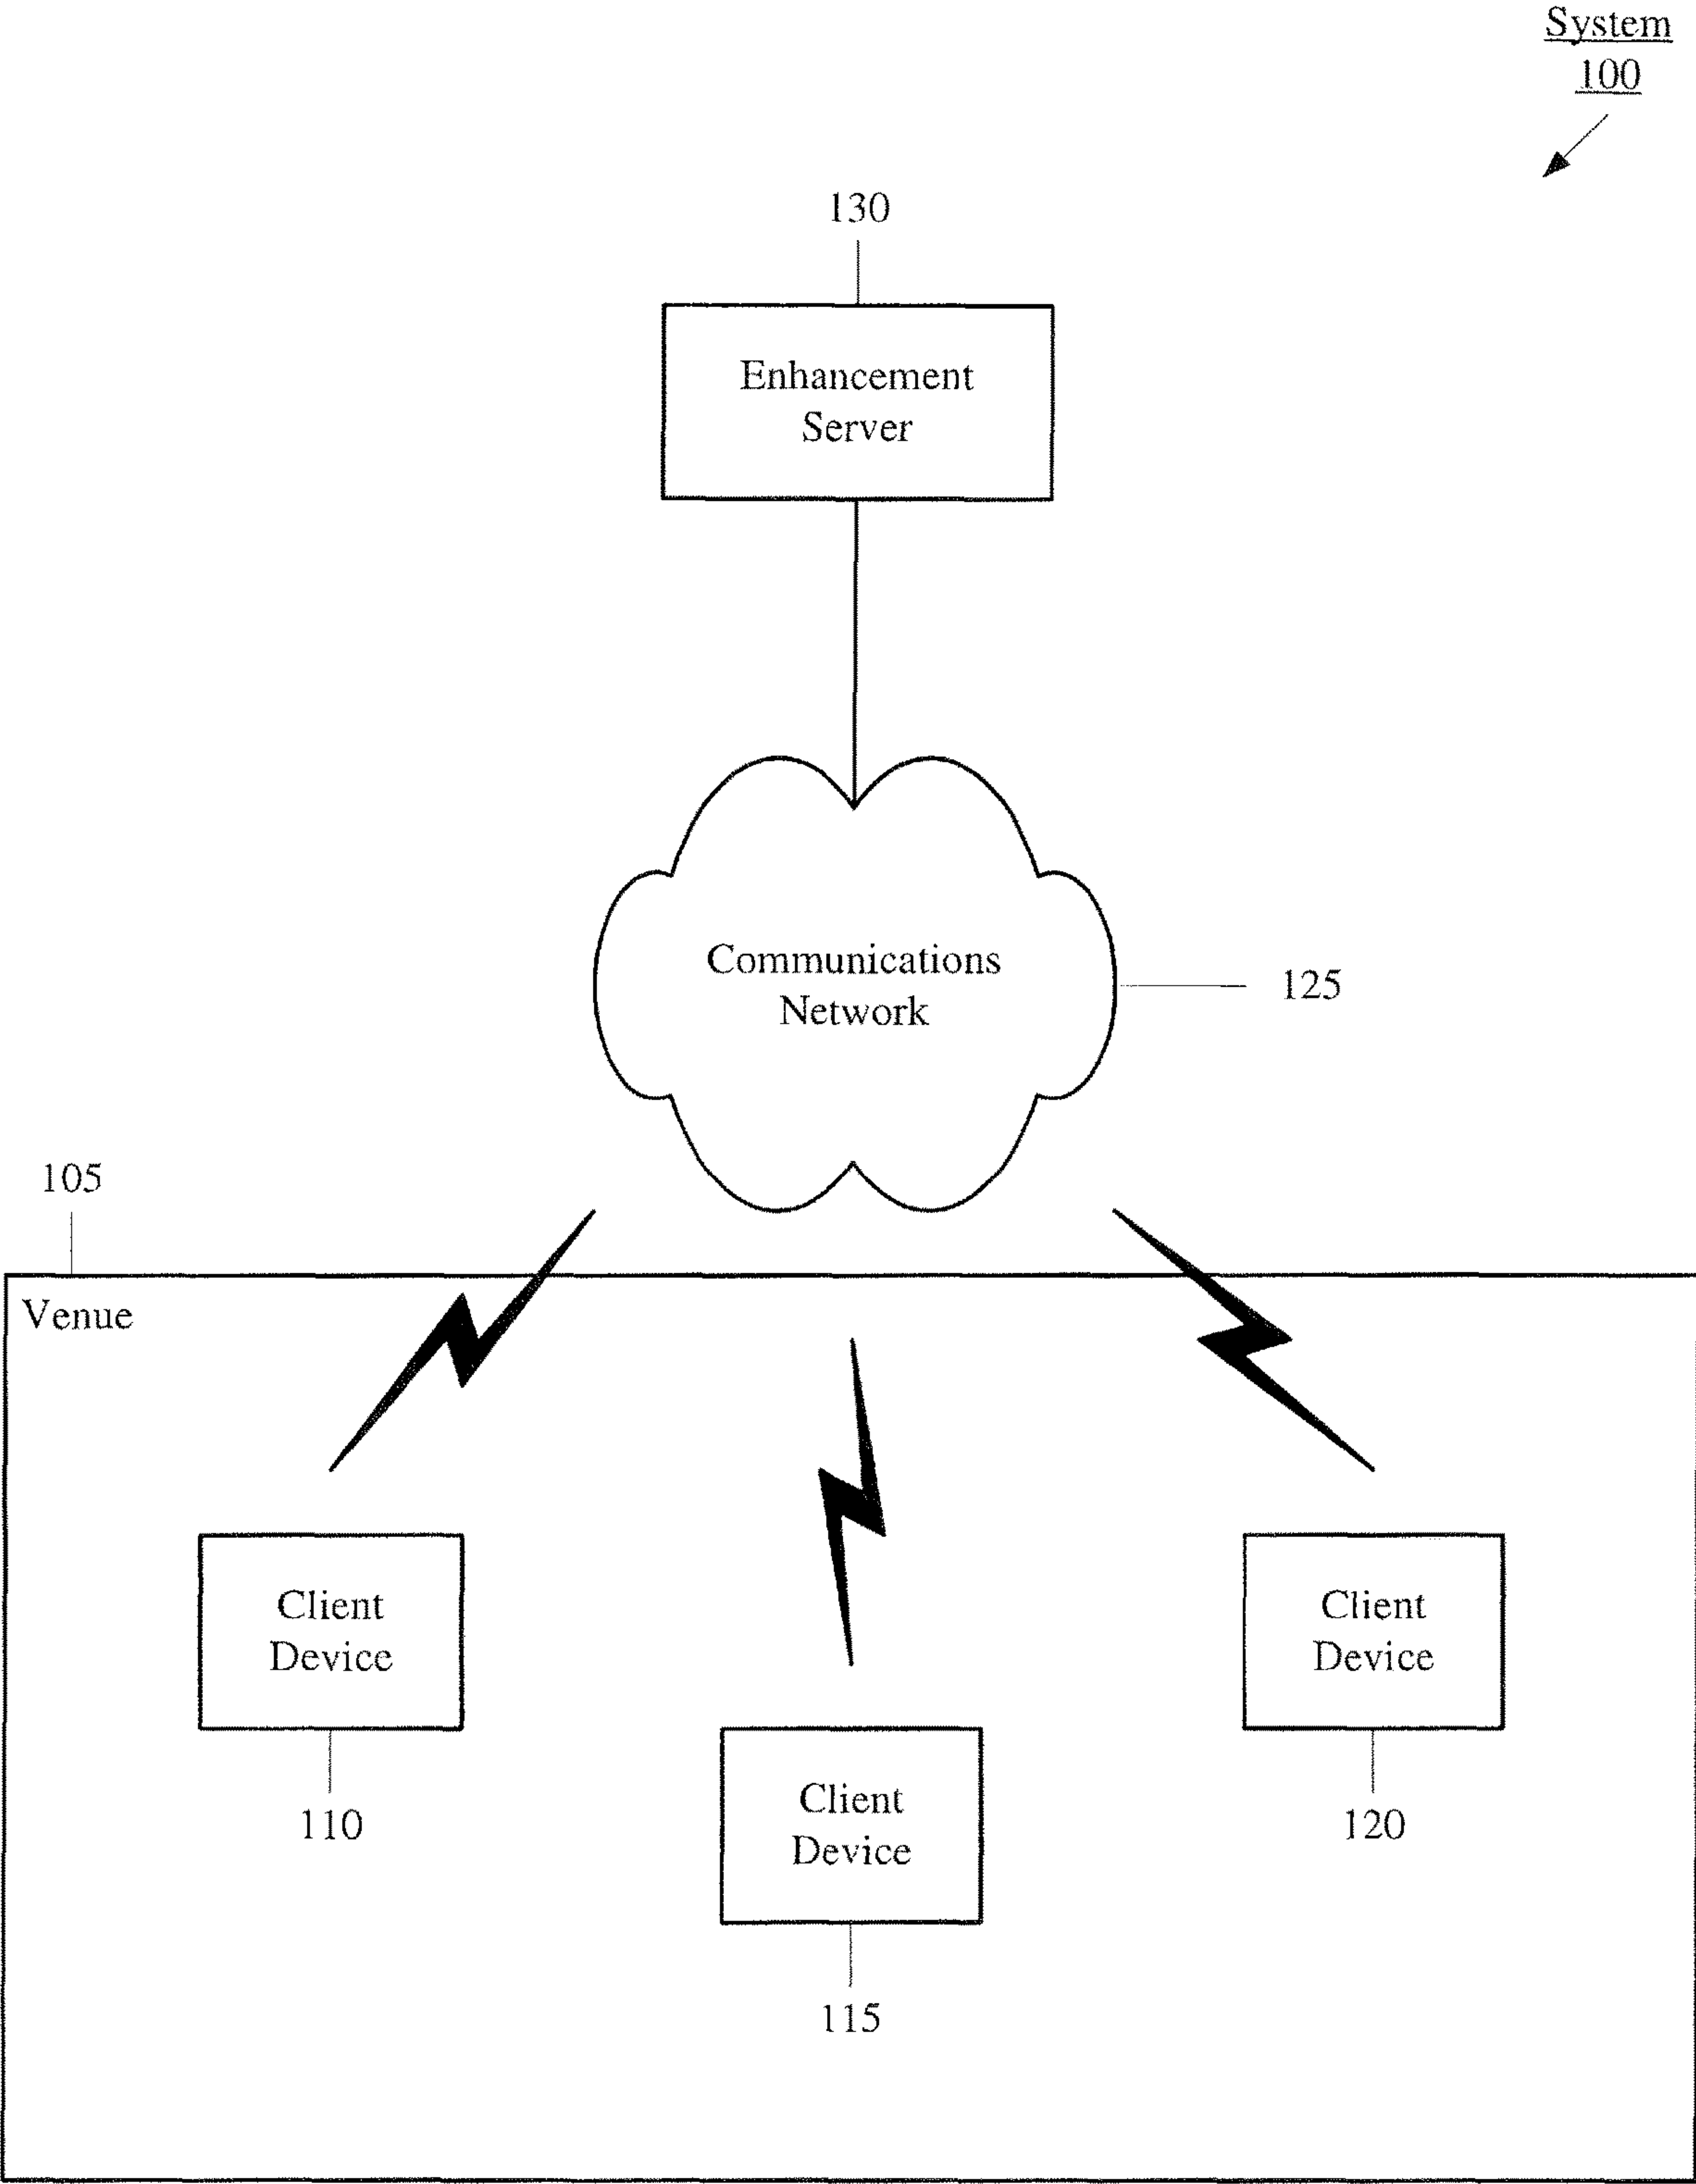 System
100
130
Enhancement
Server
Communications
Network
125
105
Venue
Client
Device
110
Client
Device
115
Client
Device
120